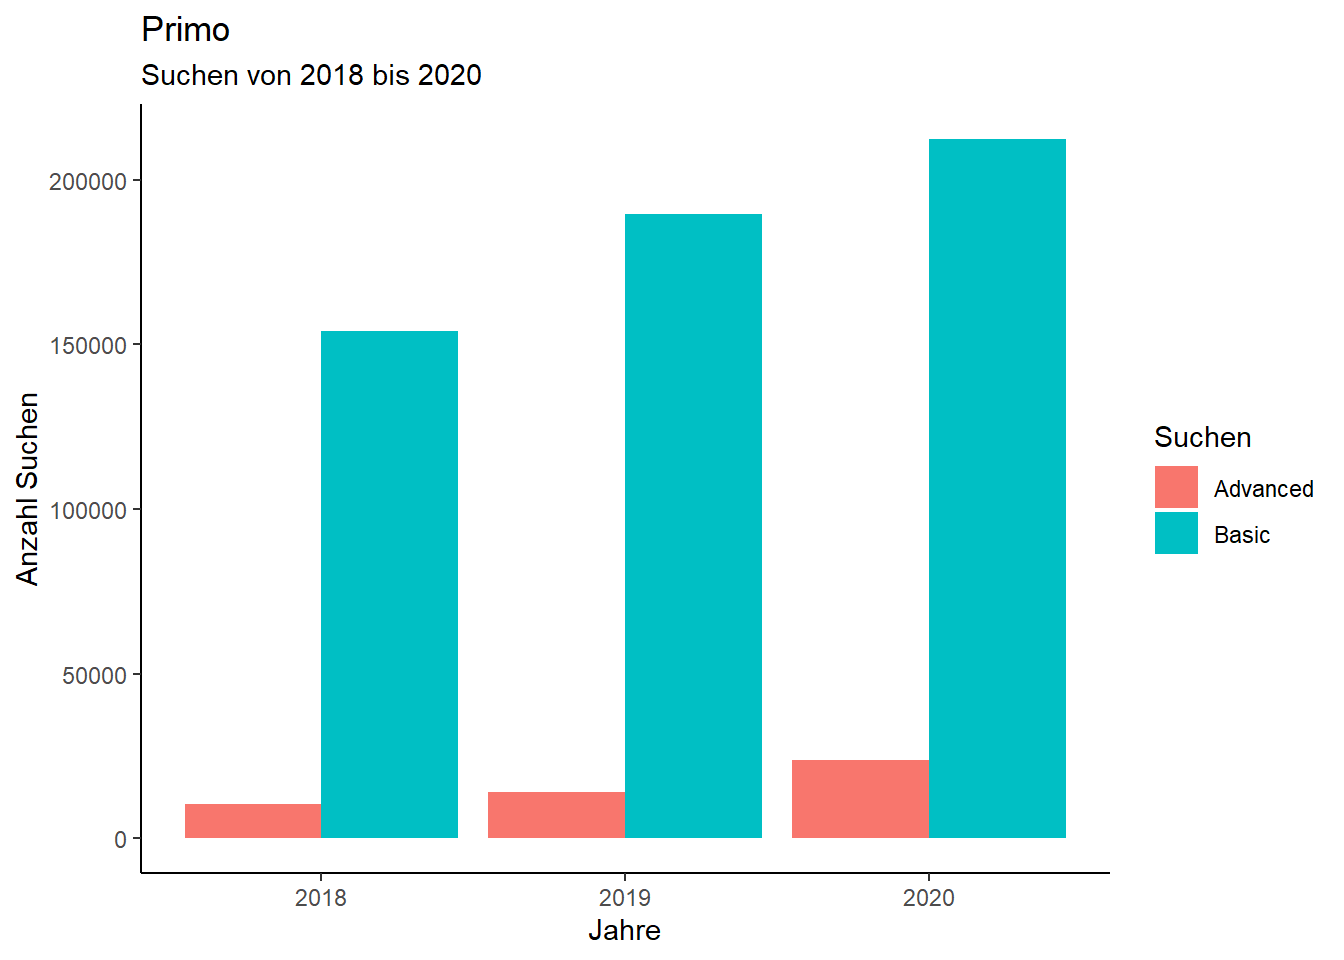 Primo
Suchen von 2018 bis 2020
Anzahl Suchen
200000
150000
100000
50000
0
2018 2019 2020
Jahre
Suchen
Advanced
Basic